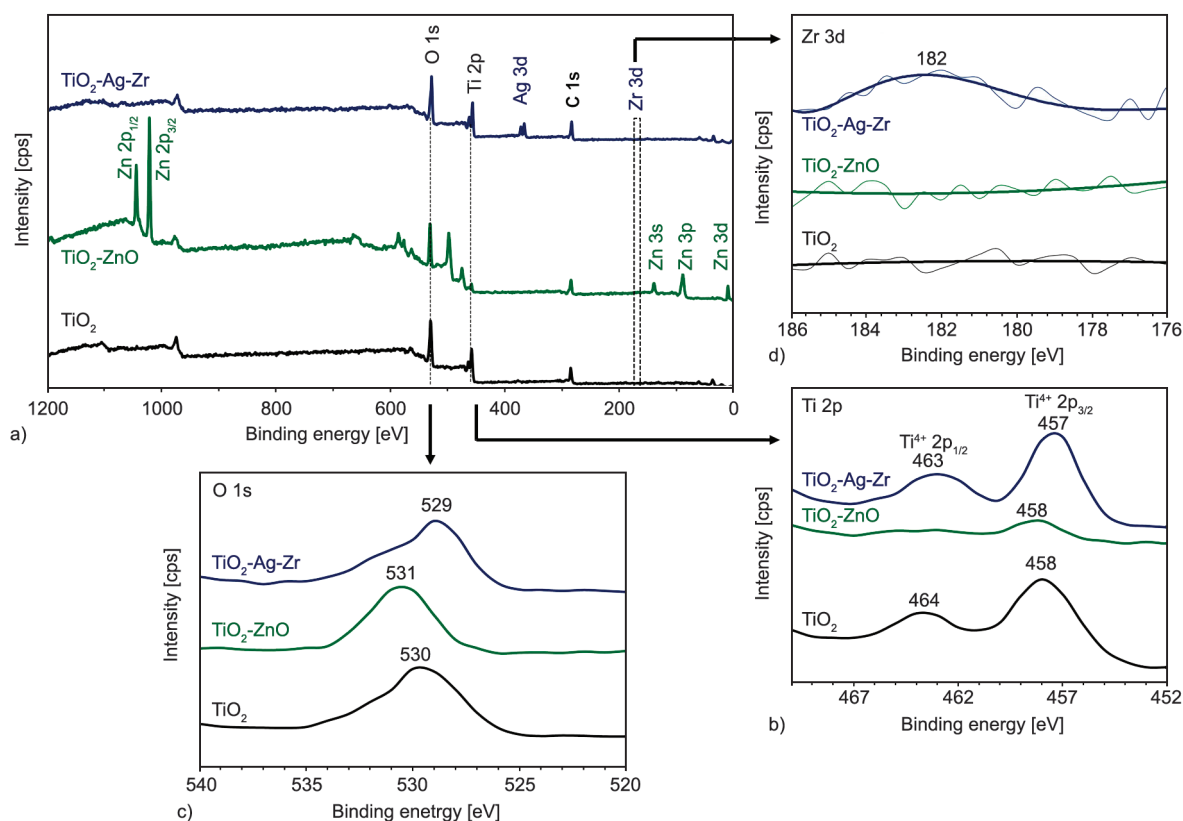 TiO₂-Ag-Zr
Zn 2p₁/₂
Zn 2p₃/₂
TiO₂-ZnO
TiO₂
O 1s
Ti 2p
Ag 3d
C 1s
Zr 3d
Zn 3s
Zn 3p
Zn 3d
Intensity [cps]
1200 1000 800 600 400 200 0
Binding energy [eV]
a)
Zr 3d
182
TiO₂-Ag-Zr
TiO₂-ZnO
TiO₂
Intensity [cps]
186 184 182 180 178 176
Binding energy [eV]
d)
Ti 2p
Ti⁴⁺ 2p₃/₂
457
Ti⁴⁺ 2p₁/₂
463
TiO₂-Ag-Zr
TiO₂-ZnO
458
458
464
TiO₂
Intensity [cps]
467 462 457 452
Binding energy [eV]
b)
O 1s
529
TiO₂-Ag-Zr
531
TiO₂-ZnO
530
TiO₂
Intensity [cps]
540 535 530 525 520
Binding enetrgy [eV]
c)